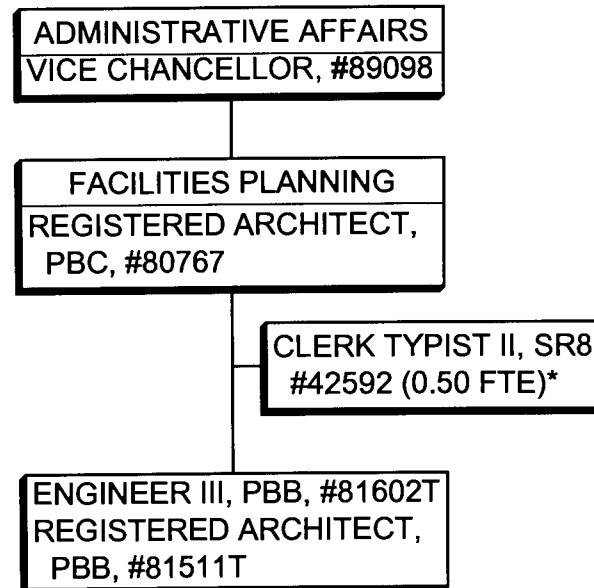 ADMINISTRATIVE AFFAIRS
VICE CHANCELLOR, #89098
FACILITIES PLANNING
REGISTERED ARCHITECT,
PBC, #80767
CLERK TYPIST II, SR8
#42592 (0.50 FTE)*
ENGINEER III, PBB, #81602T
REGISTERED ARCHITECT,
PBB, #81511T